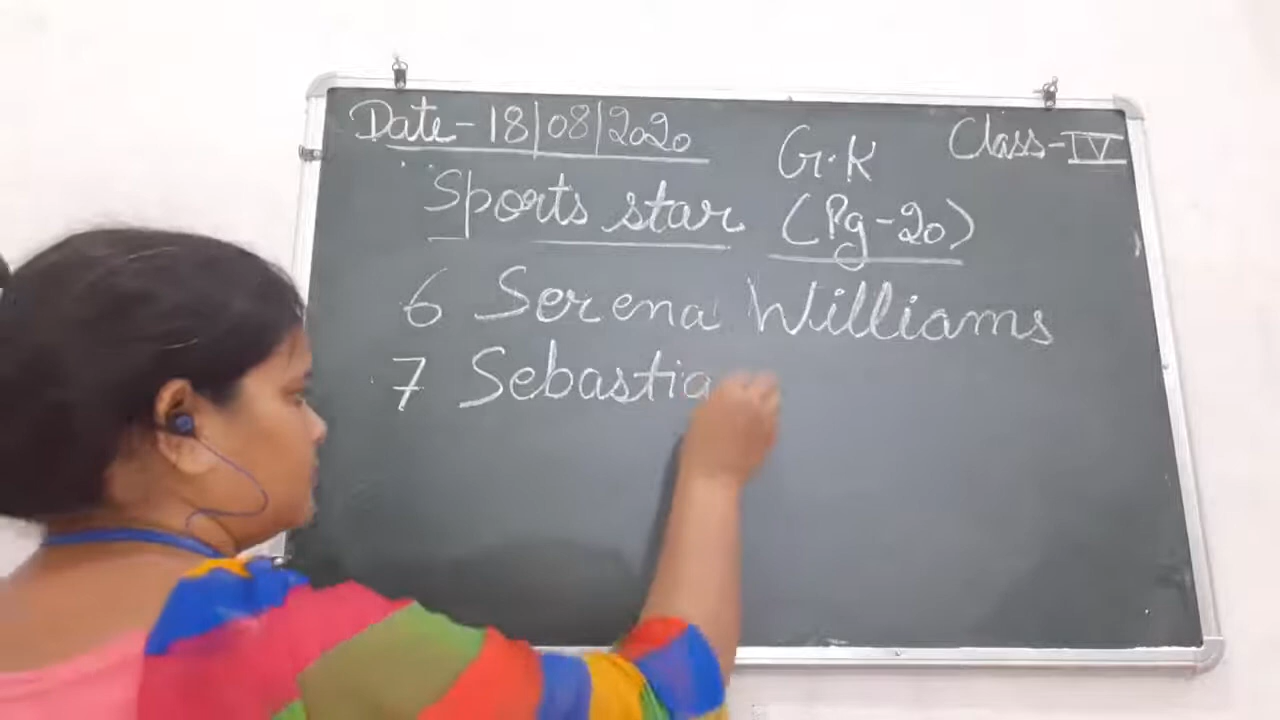 Date-18|08|2020 G.K Class-IV
Sports star (Pg-20)
6 Serena Williams
7 Sebastia